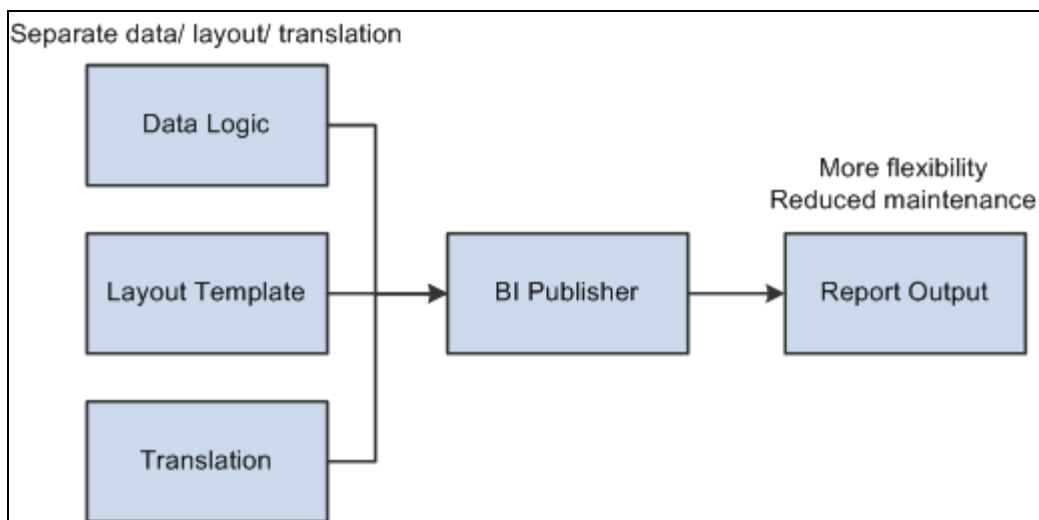 Separate data/ layout/ translation
Data Logic
More flexibility
Reduced maintenance
Layout Template
BI Publisher
Report Output
Translation